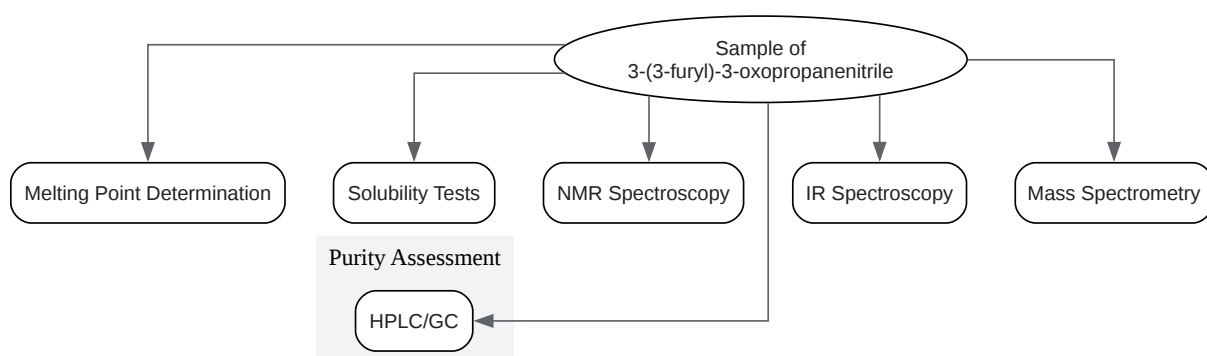 Sample of
3-(3-furyl)-3-oxopropanenitrile
Melting Point Determination
Solubility Tests
NMR Spectroscopy
IR Spectroscopy
Mass Spectrometry
Purity Assessment
HPLC/GC